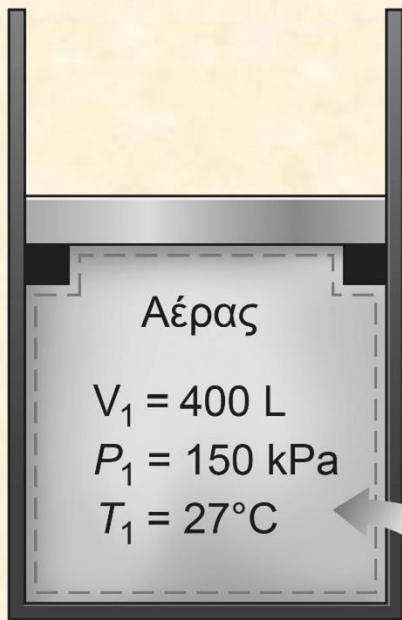 Αέρας
V₁ = 400 L
P₁ = 150 kPa
T₁ = 27°C